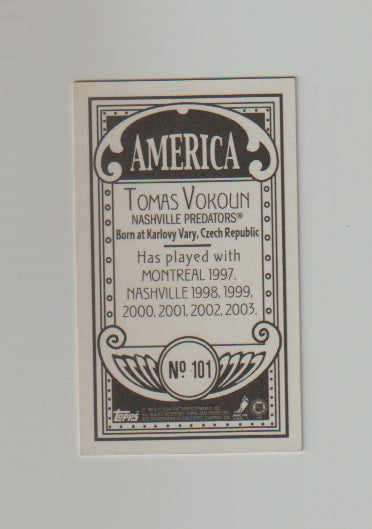 AMERICA
TOMAS VOKOUN
NASHVILLE PREDATORS®
Born at Karlovy Vary, Czech Republic
Has played with
MONTREAL 1997.
NASHVILLE 1998, 1999,
2000, 2001, 2002, 2003.
Nº 101
topps